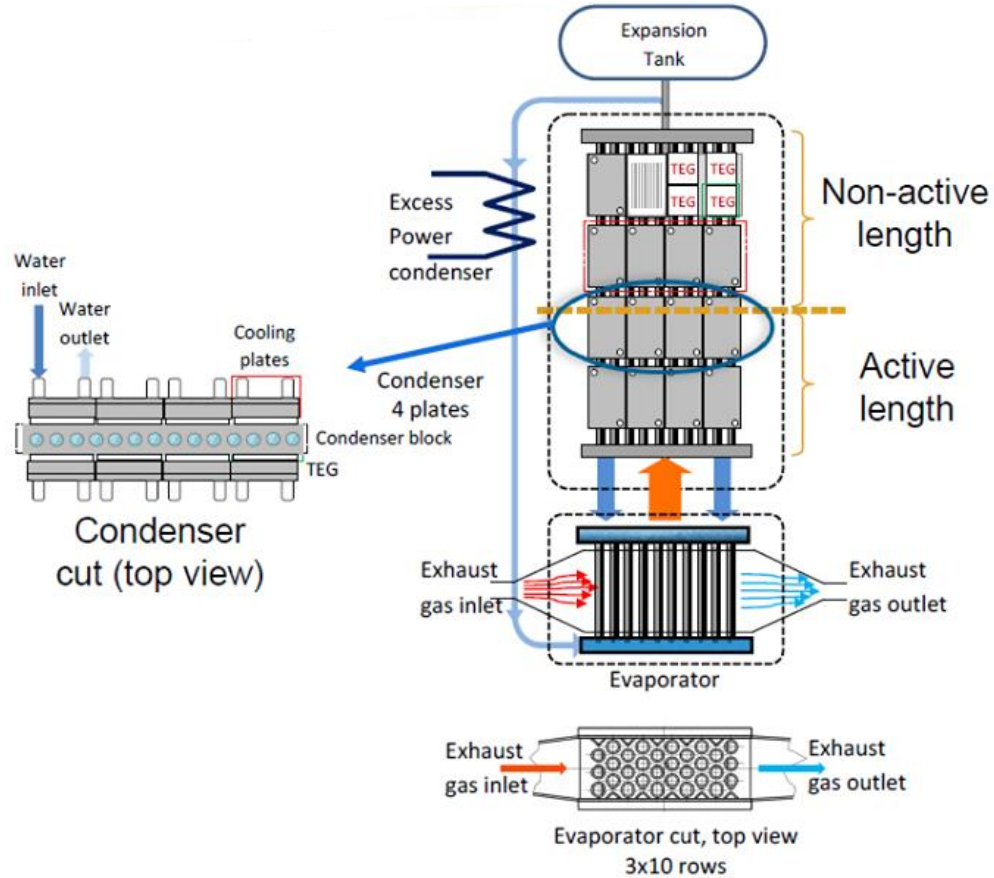 Expansion
Tank
TEG
TEG
TEG
TEG
Excess
Power
condenser
Non-active
length
Water
inlet
Water
outlet
Cooling
plates
Condenser block
TEG
Condenser
cut (top view)
Condenser
4 plates
Active
length
Exhaust
gas inlet
Exhaust
gas outlet
Evaporator
Exhaust
gas inlet
Exhaust
gas outlet
Evaporator cut, top view
3x10 rows